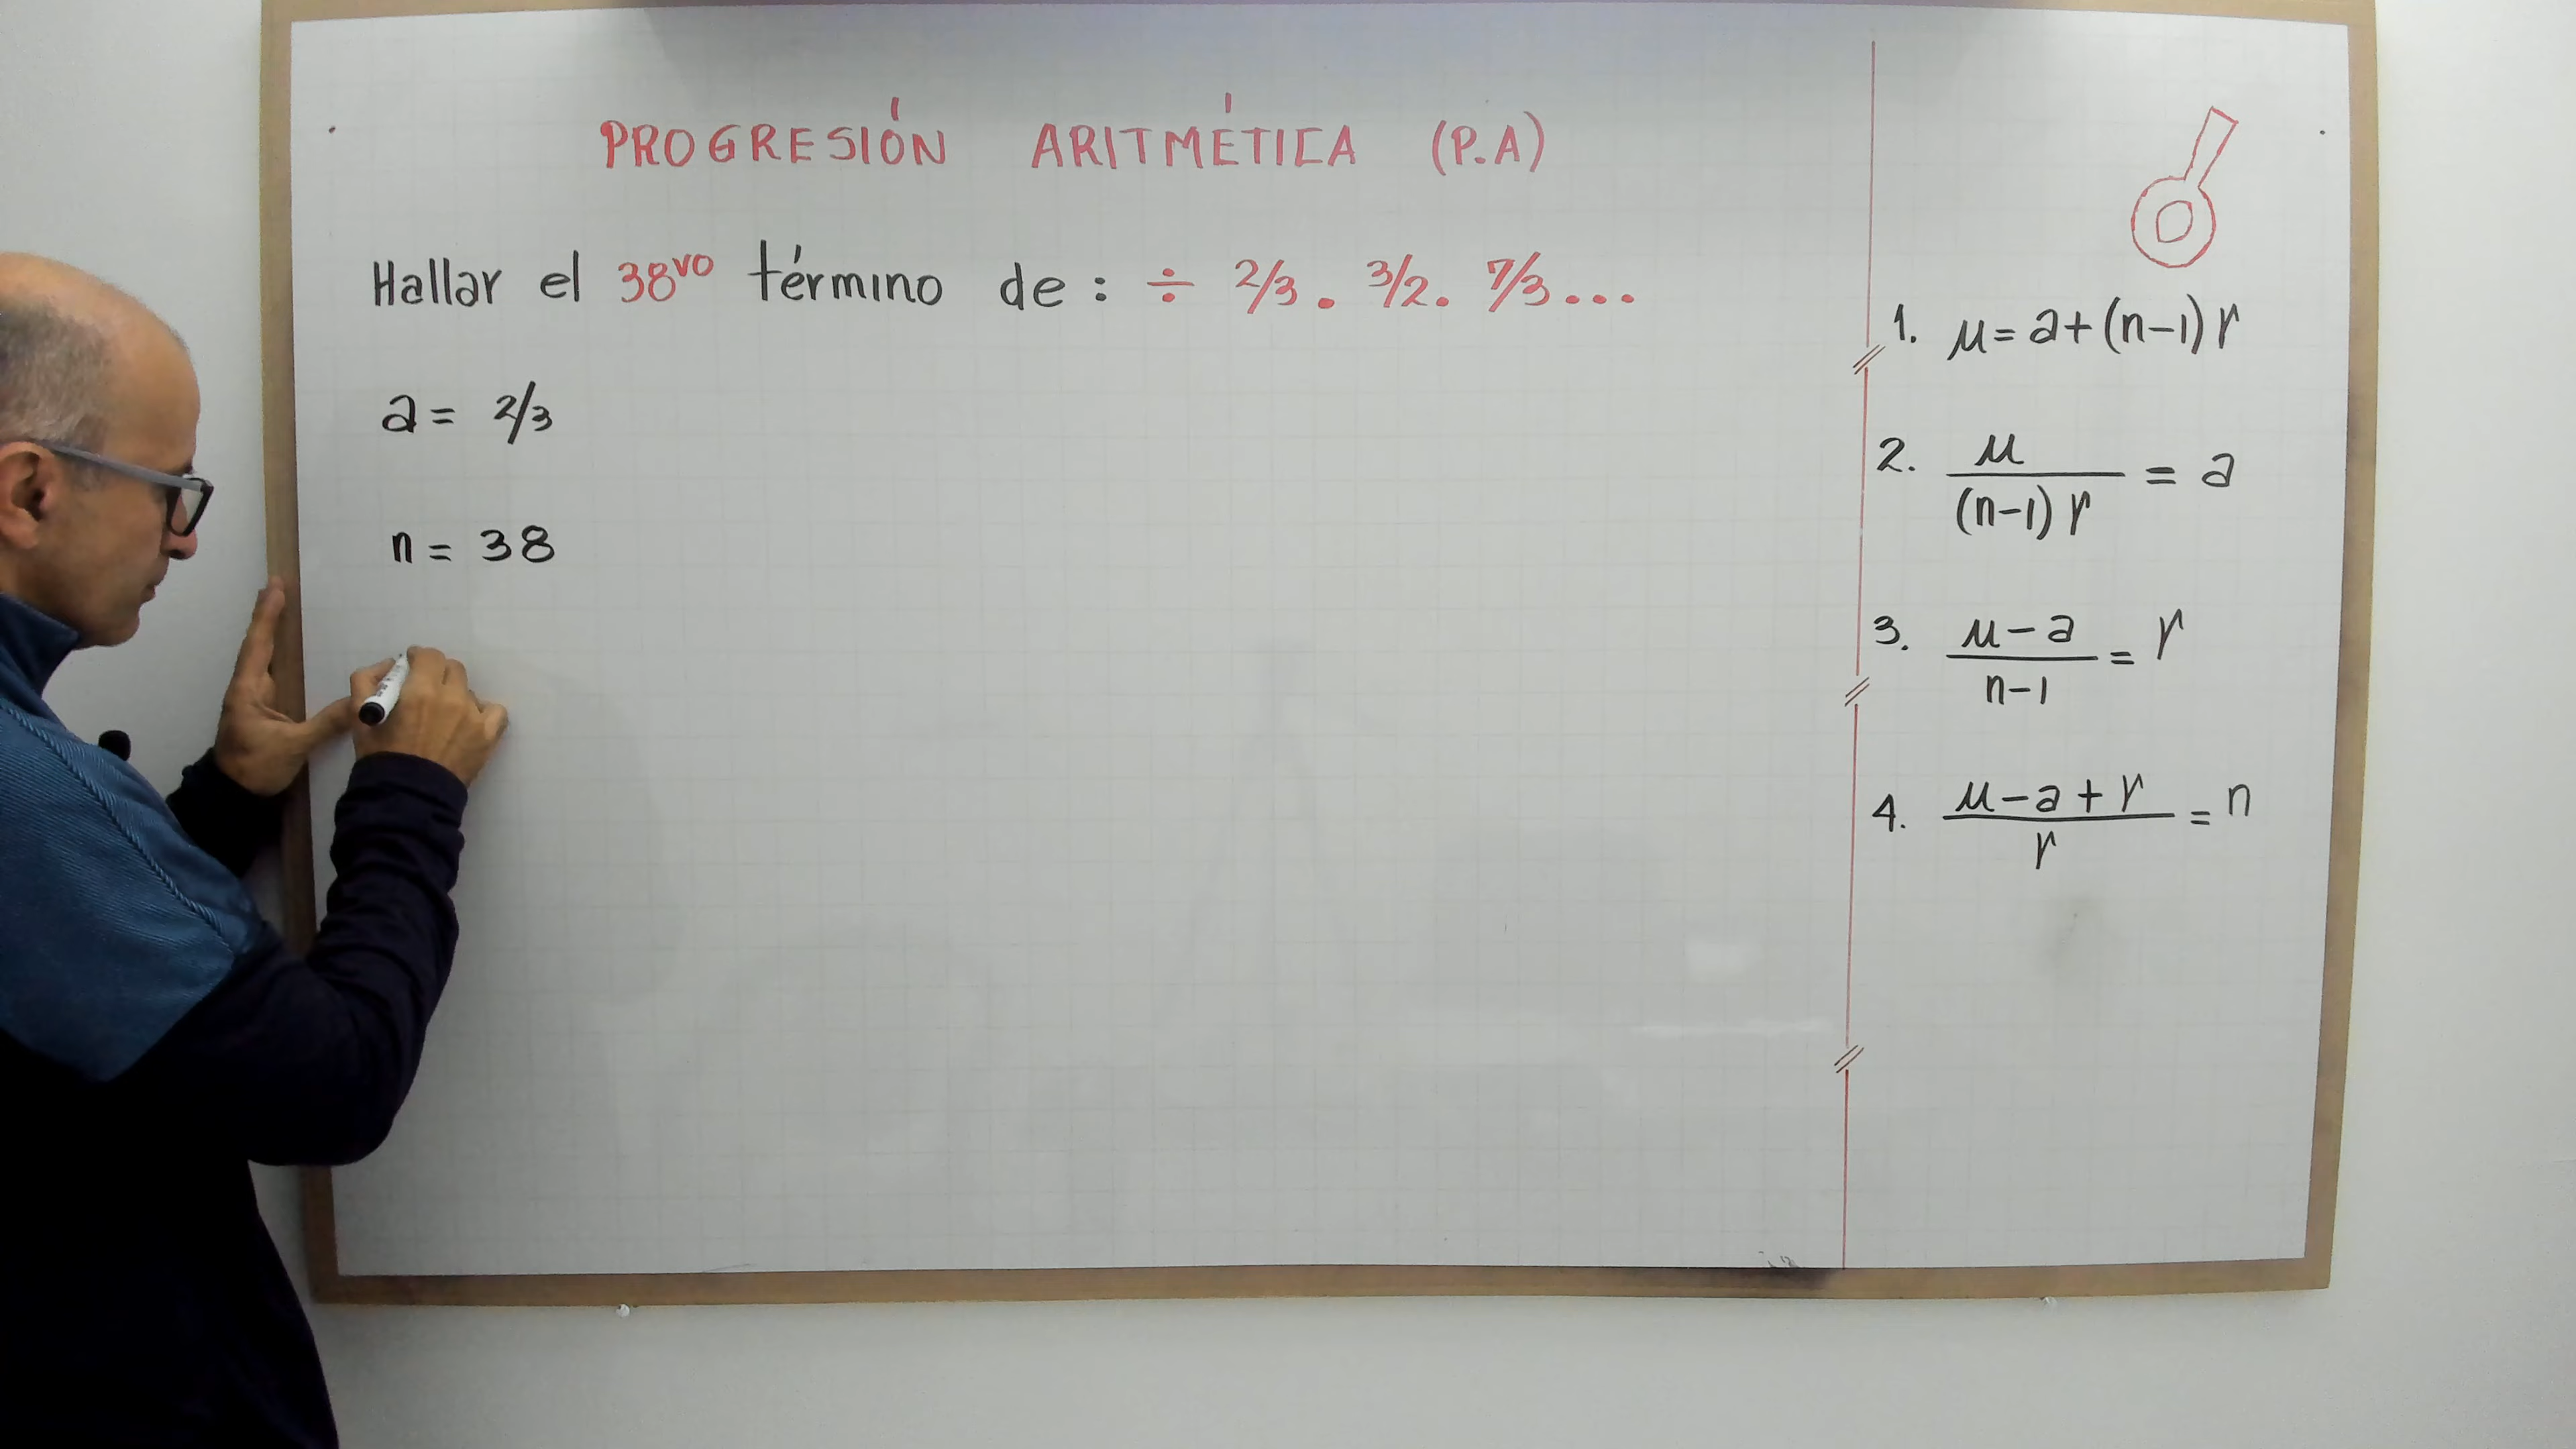 PROGRESIÓN ARITMÉTICA (P.A)
Hallar el 38vo término de : ÷ 2/3 . 3/2 . 7/3 ...
a = 2/3
n = 38
1. u = a + (n-1) r
2. u / (n-1) r = a
3. u - a / n-1 = r
4. u - a + r / r = n